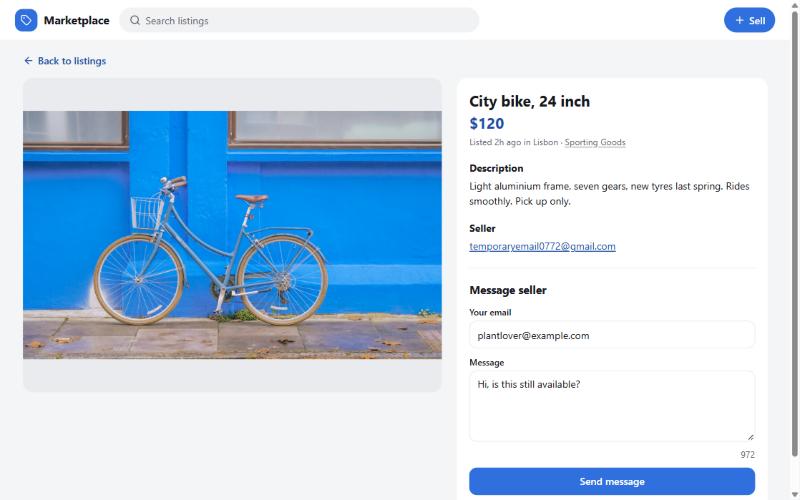 Marketplace
Search listings
Sell
Back to listings
City bike, 24 inch
$120
Listed 2h ago in Lisbon · Sporting Goods
Description
Light aluminium frame, seven gears, new tyres last spring. Rides
smoothly. Pick up only.
Seller
temporaryemail0772@gmail.com
Message seller
Your email
plantlover@example.com
Message
Hi, is this still available?
972
Send message